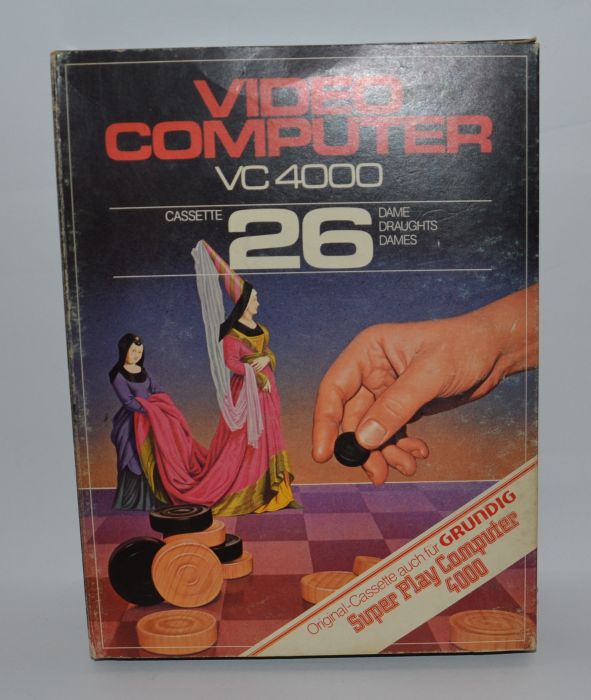 VIDEO
COMPUTER
VC 4000
CASSETTE
26
DAME
DRAUGHTS
DAMES
Original-Cassette auch für GRUNDIG
Super Play Computer
4000